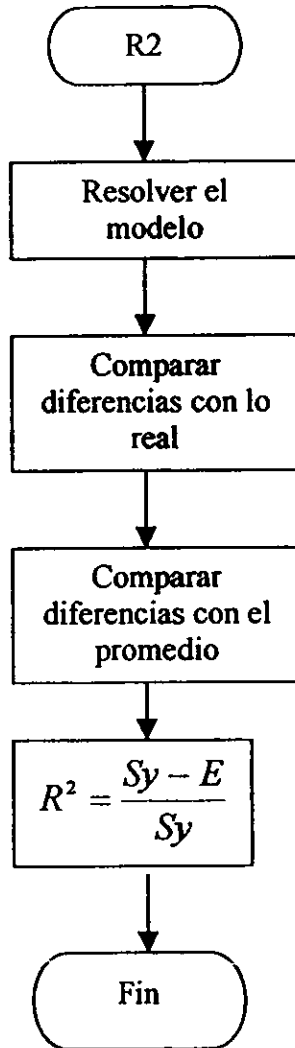 R2
Resolver el
modelo
Comparar
diferencias con lo
real
Comparar
diferencias con el
promedio
R² = (Sy − E) / Sy
Fin